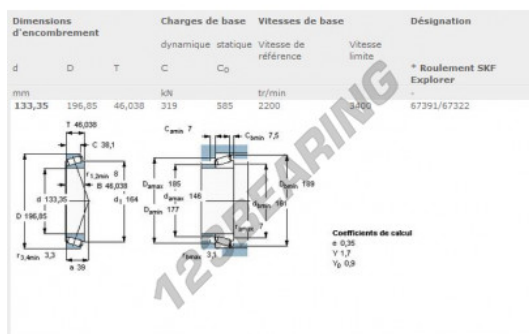 Dimensions d'encombrement Charges de base Vitesses de base Désignation
dynamique statique Vitesse de référence Vitesse limite
d D T C C0 * Roulement SKF Explorer
mm kN tr/min -
133,35 196,85 46,038 319 585 2200 3400 67391/67322
T 46,038
C 38,1
r1,2min 8
B 46,038
d 133,35
d1 164
D 196,85
r3,4min 3,3
a 39
Camin 7
Cbmin 7,5
Damax 185
damax 146
Damin 177
Dbmin 189
dbmin
ramax 7
rbmax 3,3
Coefficients de calcul
e 0,35
Y 1,7
Y0 0,9
123BEARING